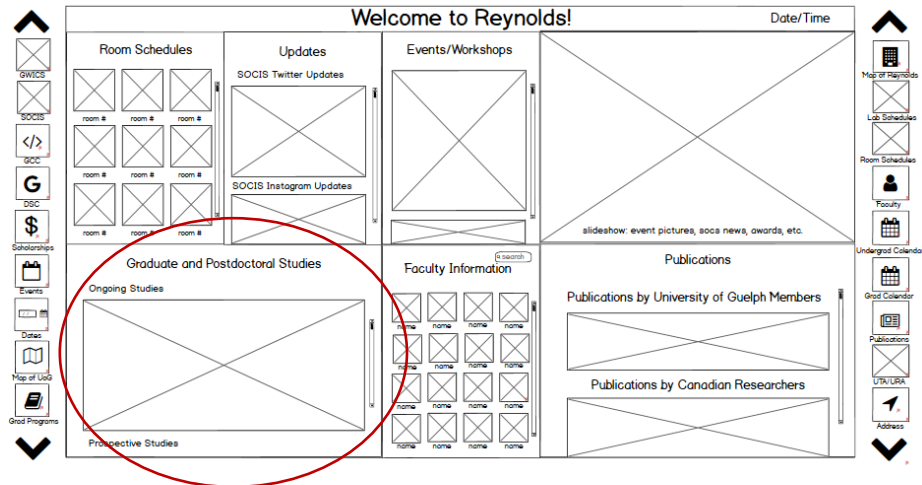 Welcome to Reynolds!
Date/Time
GWICS
SOCIS
</>
GCC
G
DSC
$
Scholarships
Events
Dates
Map of UoG
Grad Programs
Room Schedules
room # room # room #
room # room # room #
room # room # room #
Updates
SOCIS Twitter Updates
SOCIS Instagram Updates
Events/Workshops
slideshow: event pictures, socs news, awards, etc.
Graduate and Postdoctoral Studies
Ongoing Studies
Prospective Studies
search
Faculty Information
name name name name
name name name name
name name name name
name name name name
Publications
Publications by University of Guelph Members
Publications by Canadian Researchers
Map of Reynolds
Lab Schedules
Room Schedules
Faculty
Undergrad Calendar
Grad Calendar
Publications
UTA/URA
Address